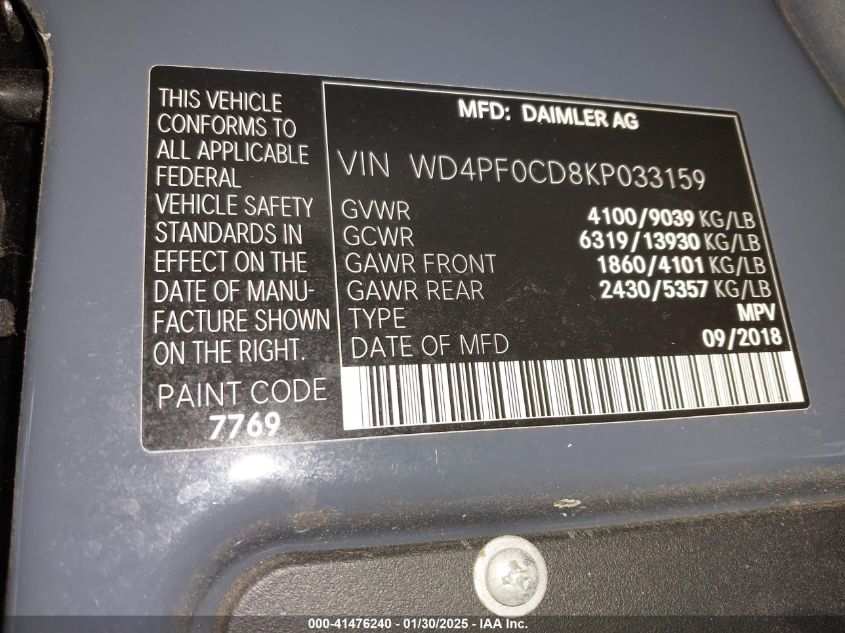 THIS VEHICLE
CONFORMS TO
ALL APPLICABLE
FEDERAL
VEHICLE SAFETY
STANDARDS IN
EFFECT ON THE
DATE OF MANU-
FACTURE SHOWN
ON THE RIGHT.
PAINT CODE
7769
MFD: DAIMLER AG
VIN WD4PF0CD8KP033159
GVWR 4100/9039 KG/LB
GCWR 6319/13930 KG/LB
GAWR FRONT 1860/4101 KG/LB
GAWR REAR 2430/5357 KG/LB
TYPE MPV
DATE OF MFD 09/2018
000-41476240 - 01/30/2025 - IAA Inc.